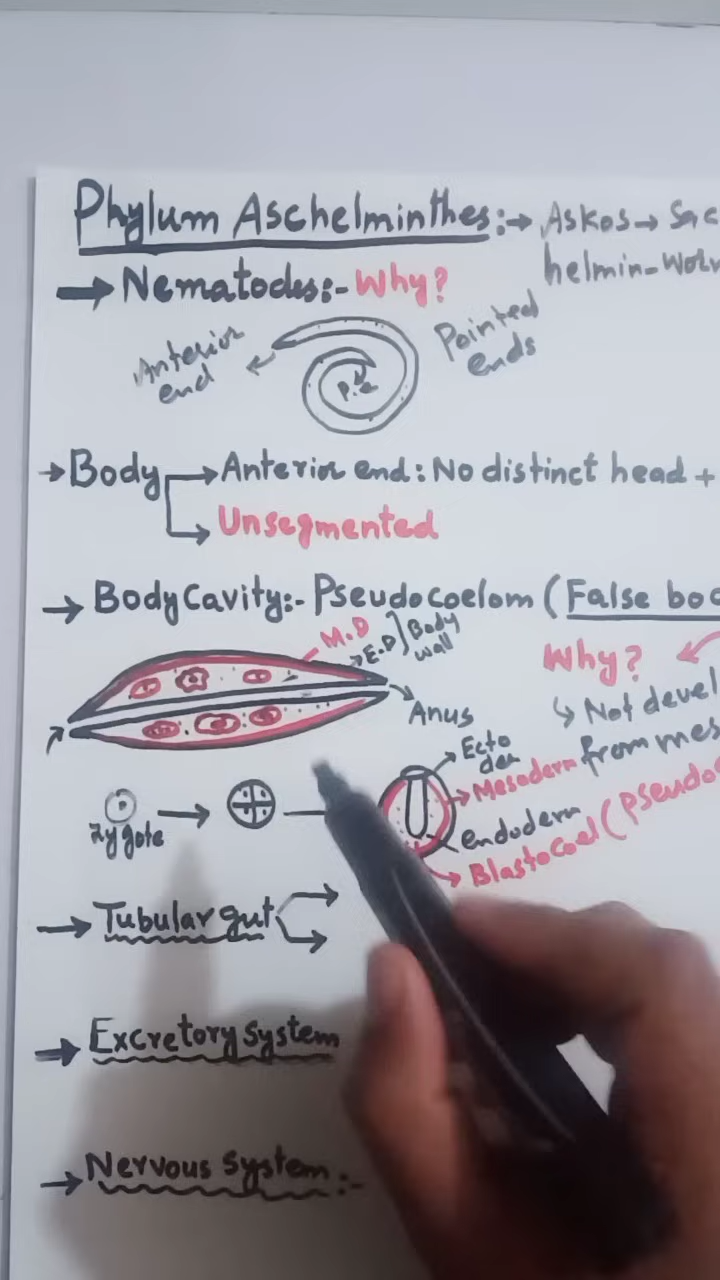 Phylum Aschelminthes:→ Askos→ Sac
helmin-Wor
→ Nematodes:- Why?
Anterior end
Pointed ends
P.e
→ Body → Anterior end: No distinct head +
→ Unsegmented
→ Body Cavity:- Pseudocoelom (False bo
M.D
E.D } Body wall
Why?
Anus
↳ Not devel
from mes
Ecto der
→ Mesoderm
zygote
endoderm
→ Blastocoel (Pseudo
→ Tubular gut
→ Excretory system
→ Nervous system:-